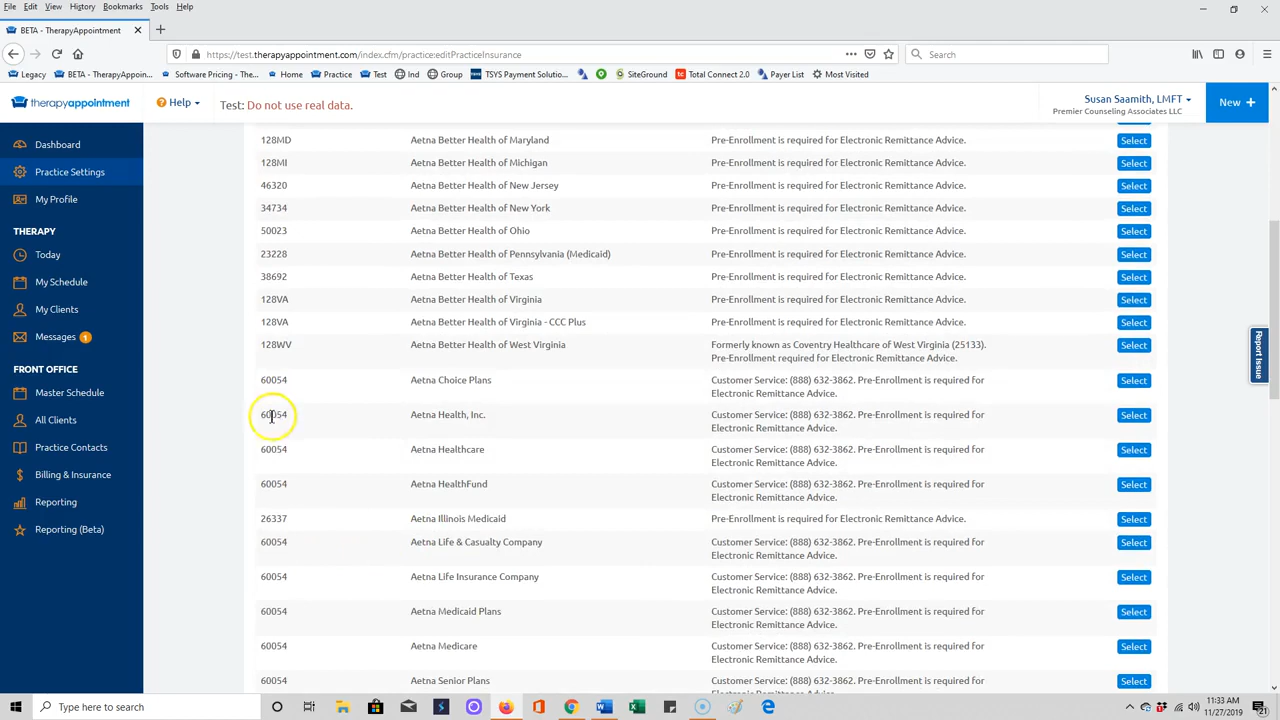 File Edit View History Bookmarks Tools Help
BETA - TherapyAppointment
https://test.therapyappointment.com/index.cfm/practice:editPracticeInsurance
Search
Legacy BETA - TherapyAppoin... Software Pricing - The... Home Practice Test Ind Group TSYS Payment Solutio... SiteGround Total Connect 2.0 Payer List Most Visited
therapyappointment
Help
Test: Do not use real data.
Susan Saamith, LMFT
Premier Counseling Associates LLC
New +
Dashboard
Practice Settings
My Profile
THERAPY
Today
My Schedule
My Clients
Messages 1
FRONT OFFICE
Master Schedule
All Clients
Practice Contacts
Billing & Insurance
Reporting
Reporting (Beta)
128MD Aetna Better Health of Maryland Pre-Enrollment is required for Electronic Remittance Advice. Select
128MI Aetna Better Health of Michigan Pre-Enrollment is required for Electronic Remittance Advice. Select
46320 Aetna Better Health of New Jersey Pre-Enrollment is required for Electronic Remittance Advice. Select
34734 Aetna Better Health of New York Pre-Enrollment is required for Electronic Remittance Advice. Select
50023 Aetna Better Health of Ohio Pre-Enrollment is required for Electronic Remittance Advice. Select
23228 Aetna Better Health of Pennsylvania (Medicaid) Pre-Enrollment is required for Electronic Remittance Advice. Select
38692 Aetna Better Health of Texas Pre-Enrollment is required for Electronic Remittance Advice. Select
128VA Aetna Better Health of Virginia Pre-Enrollment is required for Electronic Remittance Advice. Select
128VA Aetna Better Health of Virginia - CCC Plus Pre-Enrollment is required for Electronic Remittance Advice. Select
128WV Aetna Better Health of West Virginia Formerly known as Coventry Healthcare of West Virginia (25133). Select
Pre-Enrollment required for Electronic Remittance Advice.
60054 Aetna Choice Plans Customer Service: (888) 632-3862. Pre-Enrollment is required for Select
Electronic Remittance Advice.
60054 Aetna Health, Inc. Customer Service: (888) 632-3862. Pre-Enrollment is required for Select
Electronic Remittance Advice.
60054 Aetna Healthcare Customer Service: (888) 632-3862. Pre-Enrollment is required for Select
Electronic Remittance Advice.
60054 Aetna HealthFund Customer Service: (888) 632-3862. Pre-Enrollment is required for Select
Electronic Remittance Advice.
26337 Aetna Illinois Medicaid Pre-Enrollment is required for Electronic Remittance Advice. Select
60054 Aetna Life & Casualty Company Customer Service: (888) 632-3862. Pre-Enrollment is required for Select
Electronic Remittance Advice.
60054 Aetna Life Insurance Company Customer Service: (888) 632-3862. Pre-Enrollment is required for Select
Electronic Remittance Advice.
60054 Aetna Medicaid Plans Customer Service: (888) 632-3862. Pre-Enrollment is required for Select
Electronic Remittance Advice.
60054 Aetna Medicare Customer Service: (888) 632-3862. Pre-Enrollment is required for Select
Electronic Remittance Advice.
60054 Aetna Senior Plans Customer Service: (888) 632-3862. Pre-Enrollment is required for Select
Electronic Remittance Advice.
Report Issue
Type here to search
11:33 AM
11/27/2019